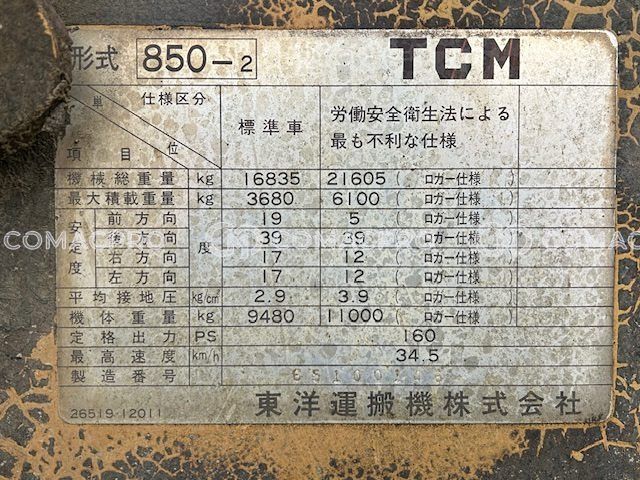 形式 850-2 TCM
単位 仕様区分 項目 標準車 労働安全衛生法による
最も不利な仕様
機械総重量 kg 16835 21605 ( ロガー仕様 )
最大積載重量 kg 3680 6100 ( ロガー仕様 )
安定度 前方向 度 19 5 ( ロガー仕様 )
後方向 39 39 ( ロガー仕様 )
右方向 17 12 ( ロガー仕様 )
左方向 17 12 ( ロガー仕様 )
平均接地圧 kg/cm² 2.9 3.9 ( ロガー仕様 )
機体重量 kg 9480 11000 ( ロガー仕様 )
定格出力 PS 160
最高速度 km/h 34.5
製造番号
26519-12011 東洋運搬機株式会社